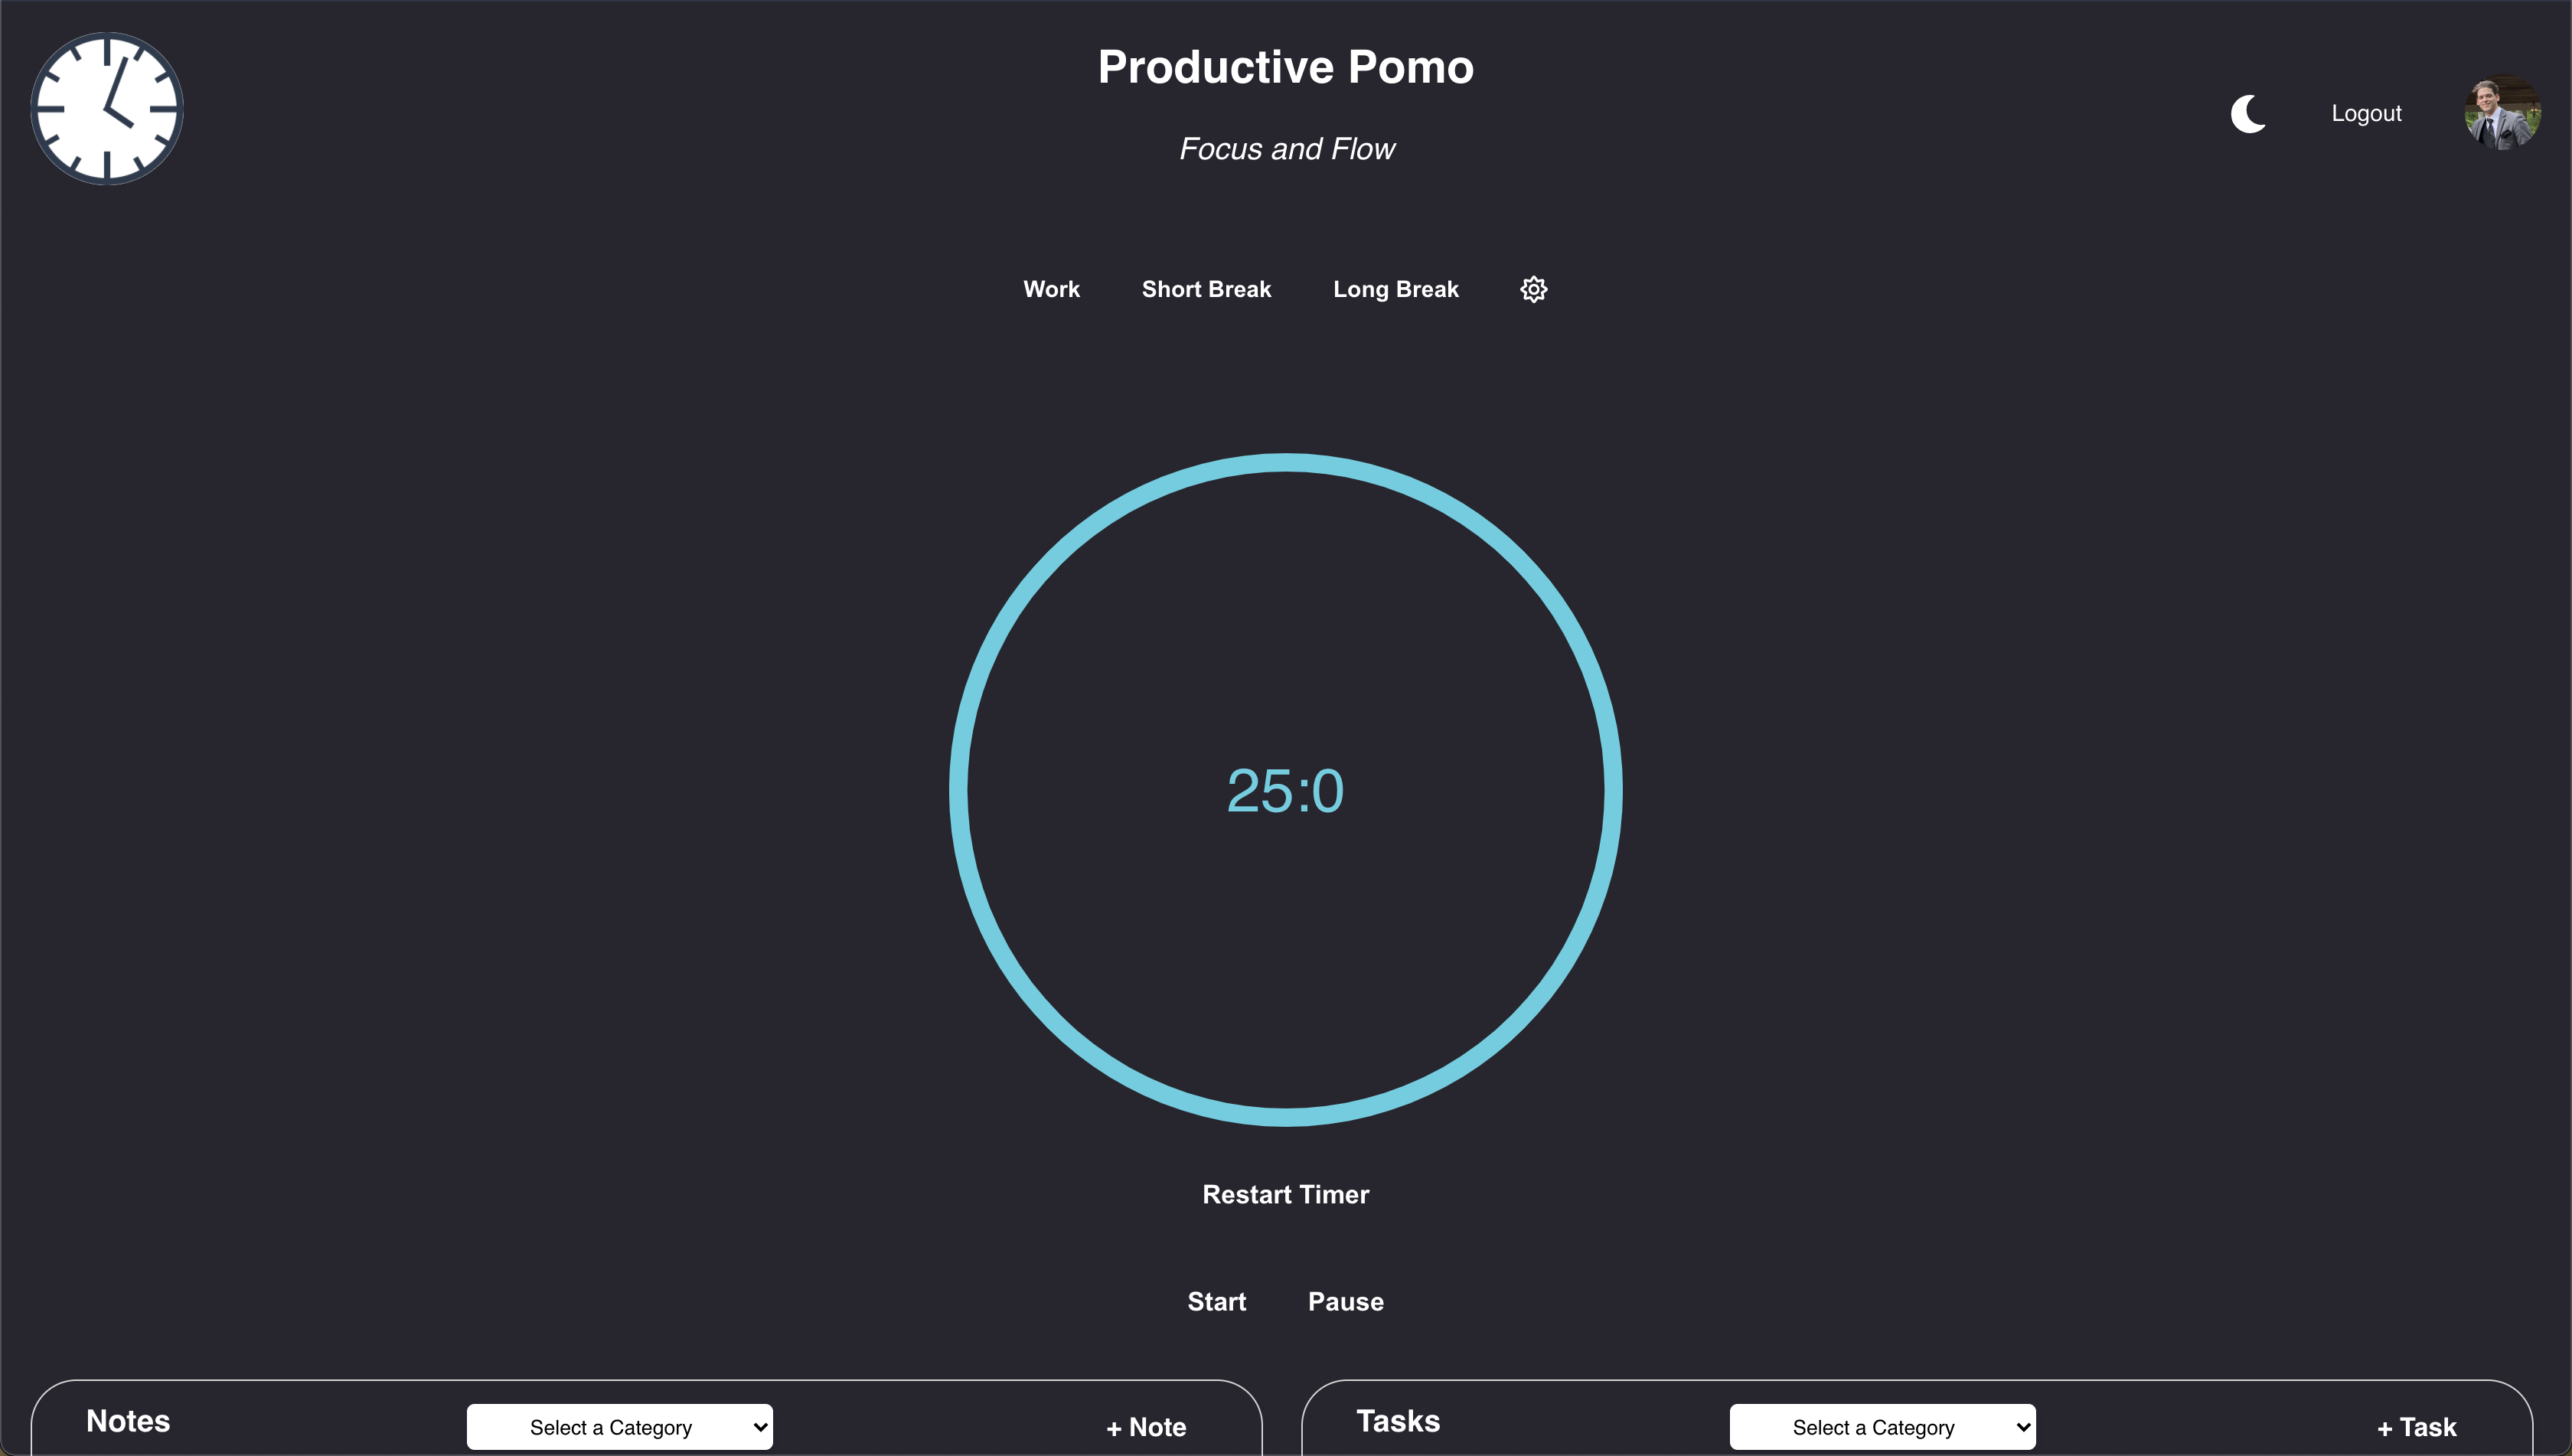 Productive Pomo
Focus and Flow
Logout
Work Short Break Long Break
25:0
Restart Timer
Start Pause
Notes Select a Category + Note
Tasks Select a Category + Task